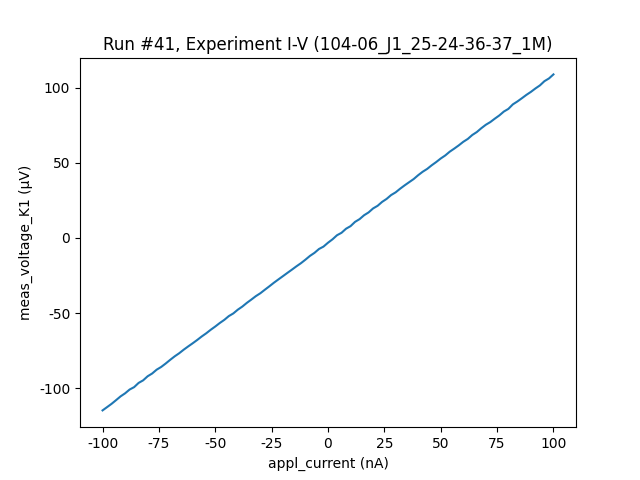 Run #41, Experiment I-V (104-06_J1_25-24-36-37_1M)
100
50
0
-50
-100
meas_voltage_K1 (μV)
-100 -75 -50 -25 0 25 50 75 100
appl_current (nA)